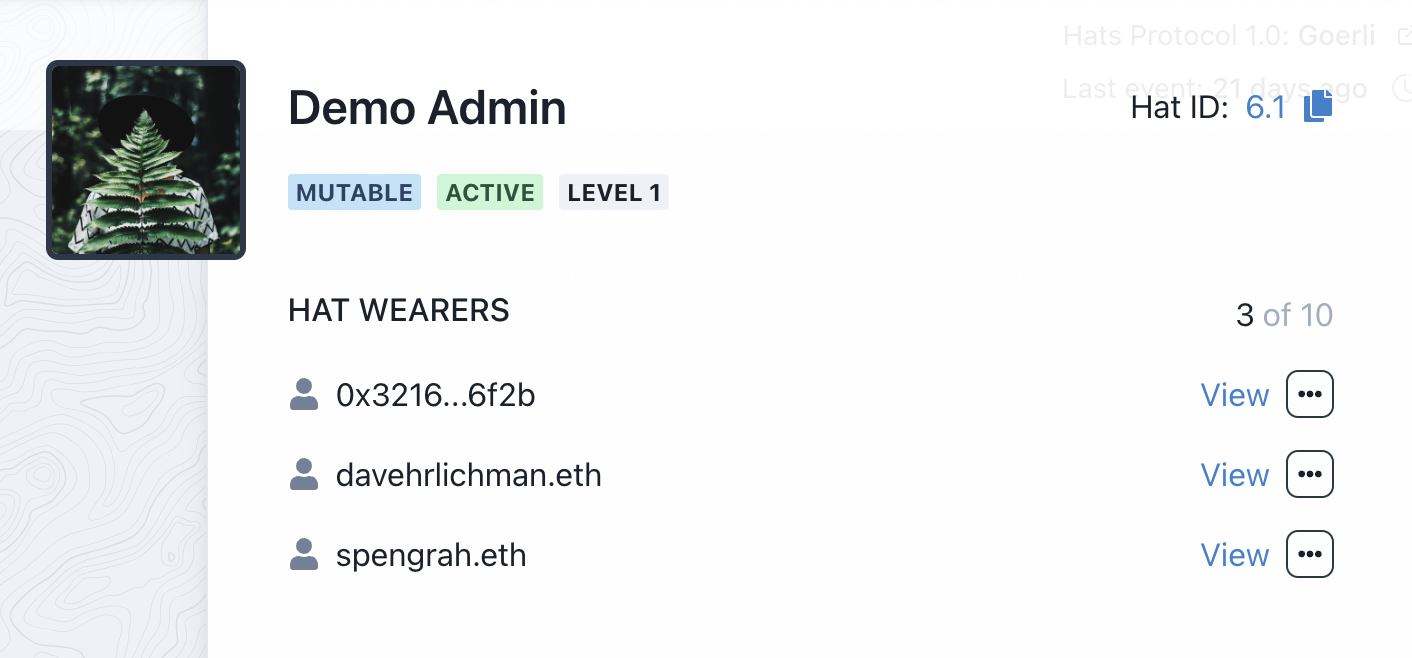 Hats Protocol 1.0: Goerli
Last event: 21 days ago
Demo Admin
Hat ID: 6.1
MUTABLE ACTIVE LEVEL 1
HAT WEARERS
3 of 10
0x3216...6f2b View
davehrlichman.eth View
spengrah.eth View